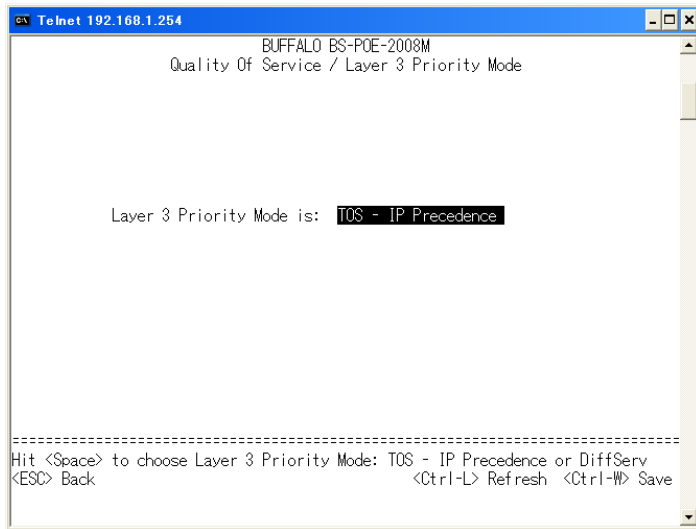 Telnet 192.168.1.254
BUFFALO BS-POE-2008M
Quality Of Service / Layer 3 Priority Mode
Layer 3 Priority Mode is: TOS - IP Precedence
================================================================================
Hit <Space> to choose Layer 3 Priority Mode: TOS - IP Precedence or DiffServ
<ESC> Back <Ctrl-L> Refresh <Ctrl-W> Save